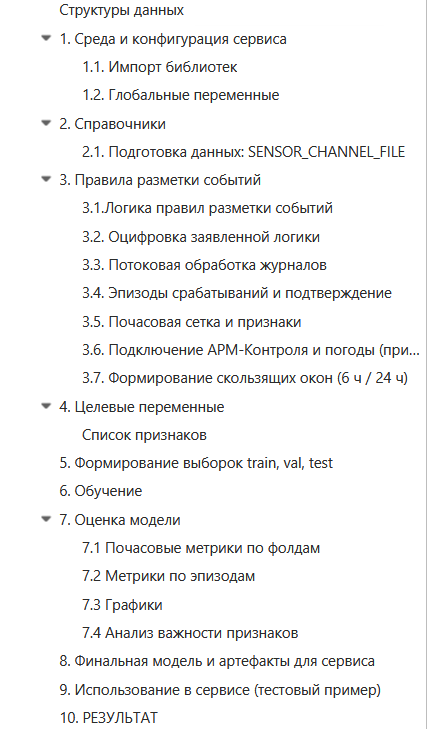 Структуры данных
1. Среда и конфигурация сервиса
1.1. Импорт библиотек
1.2. Глобальные переменные
2. Справочники
2.1. Подготовка данных: SENSOR_CHANNEL_FILE
3. Правила разметки событий
3.1.Логика правил разметки событий
3.2. Оцифровка заявленной логики
3.3. Потоковая обработка журналов
3.4. Эпизоды срабатываний и подтверждение
3.5. Почасовая сетка и признаки
3.6. Подключение АРМ-Контроля и погоды (при...
3.7. Формирование скользящих окон (6 ч / 24 ч)
4. Целевые переменные
Список признаков
5. Формирование выборок train, val, test
6. Обучение
7. Оценка модели
7.1 Почасовые метрики по фолдам
7.2 Метрики по эпизодам
7.3 Графики
7.4 Анализ важности признаков
8. Финальная модель и артефакты для сервиса
9. Использование в сервисе (тестовый пример)
10. РЕЗУЛЬТАТ